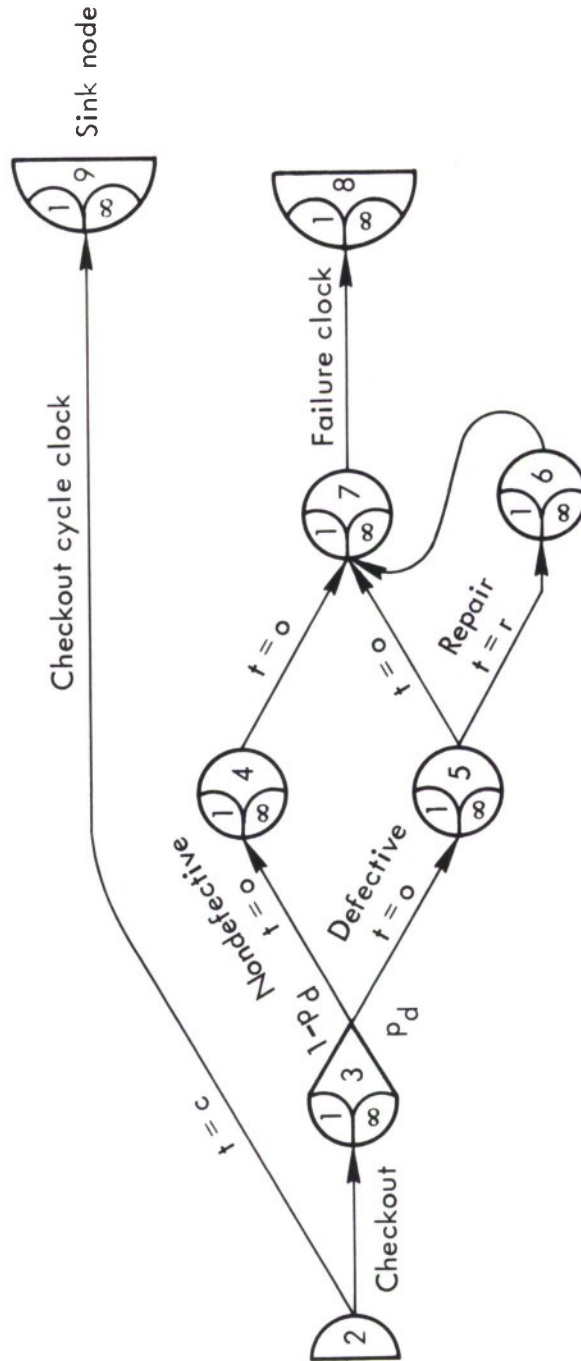 Checkout cycle clock
t = c
Sink node
1
9
∞
2
Checkout
1
3
∞
1-Pd
Pd
Nondefective
t = o
Defective
t = o
1
4
∞
1
5
∞
t = o
t = o
Repair
t = r
1
6
∞
1
7
∞
Failure clock
1
8
∞